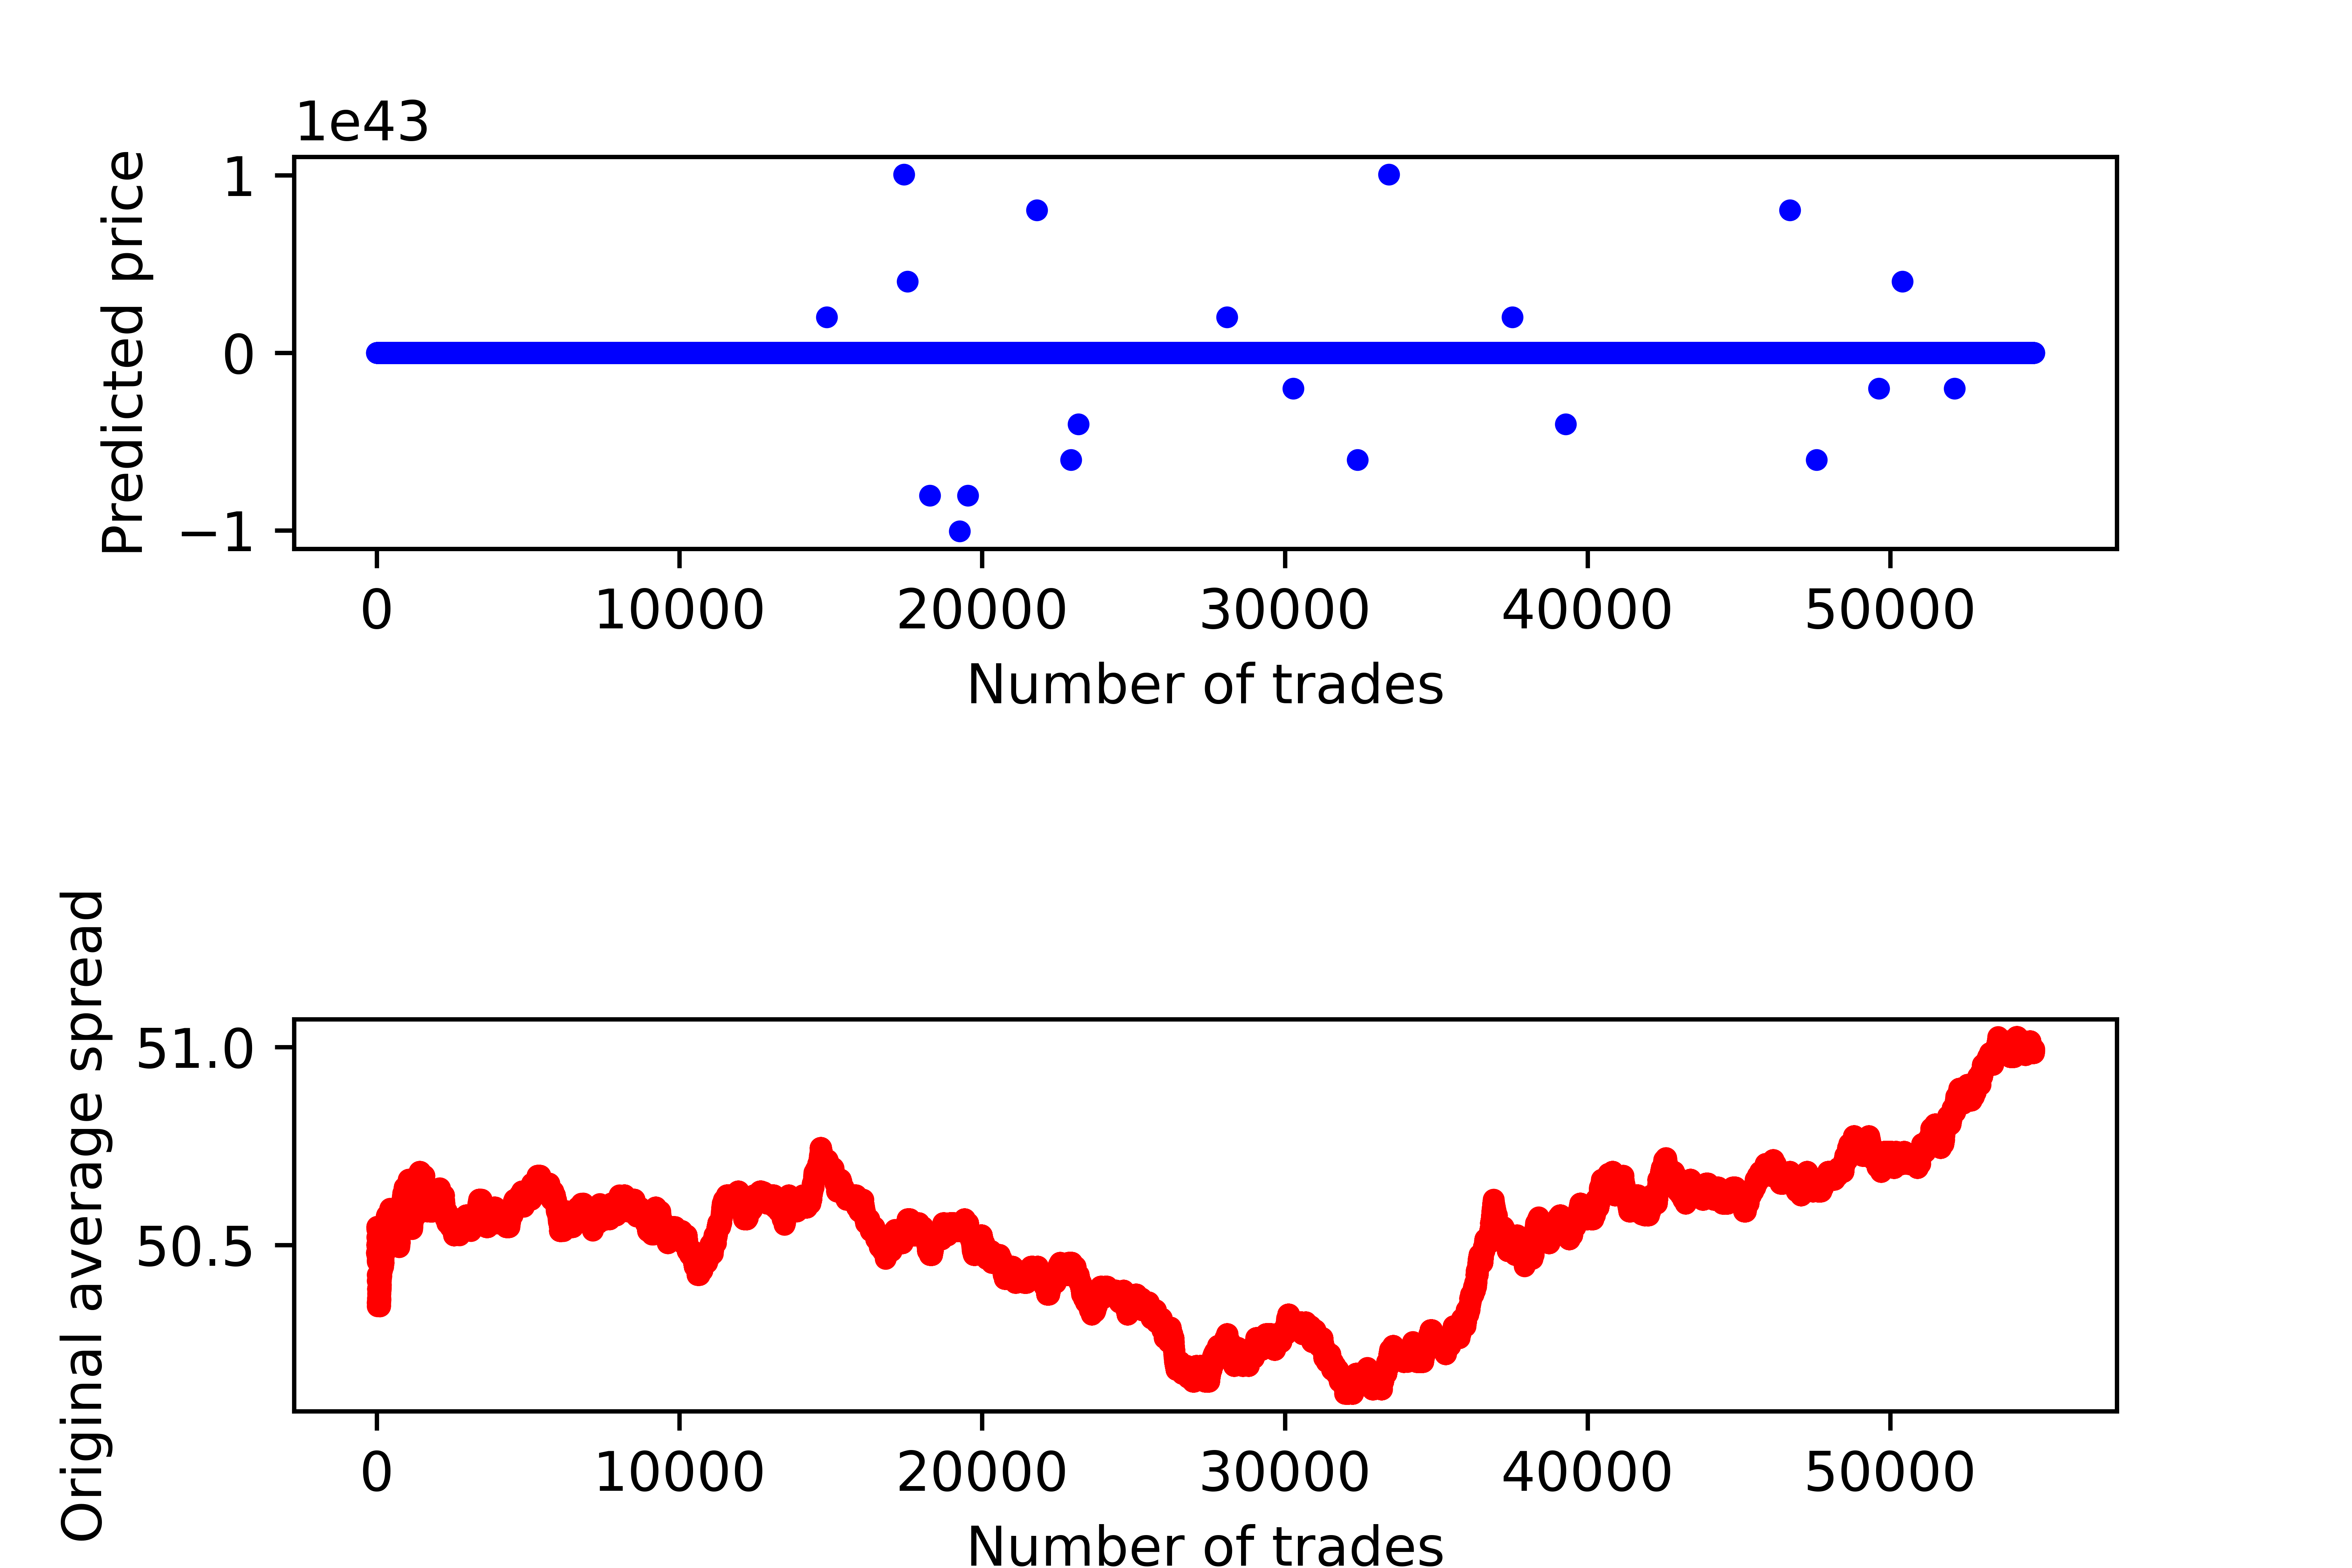 1e43
Predicted price
1
0
−1
0 10000 20000 30000 40000 50000
Number of trades
Original average spread
51.0
50.5
0 10000 20000 30000 40000 50000
Number of trades